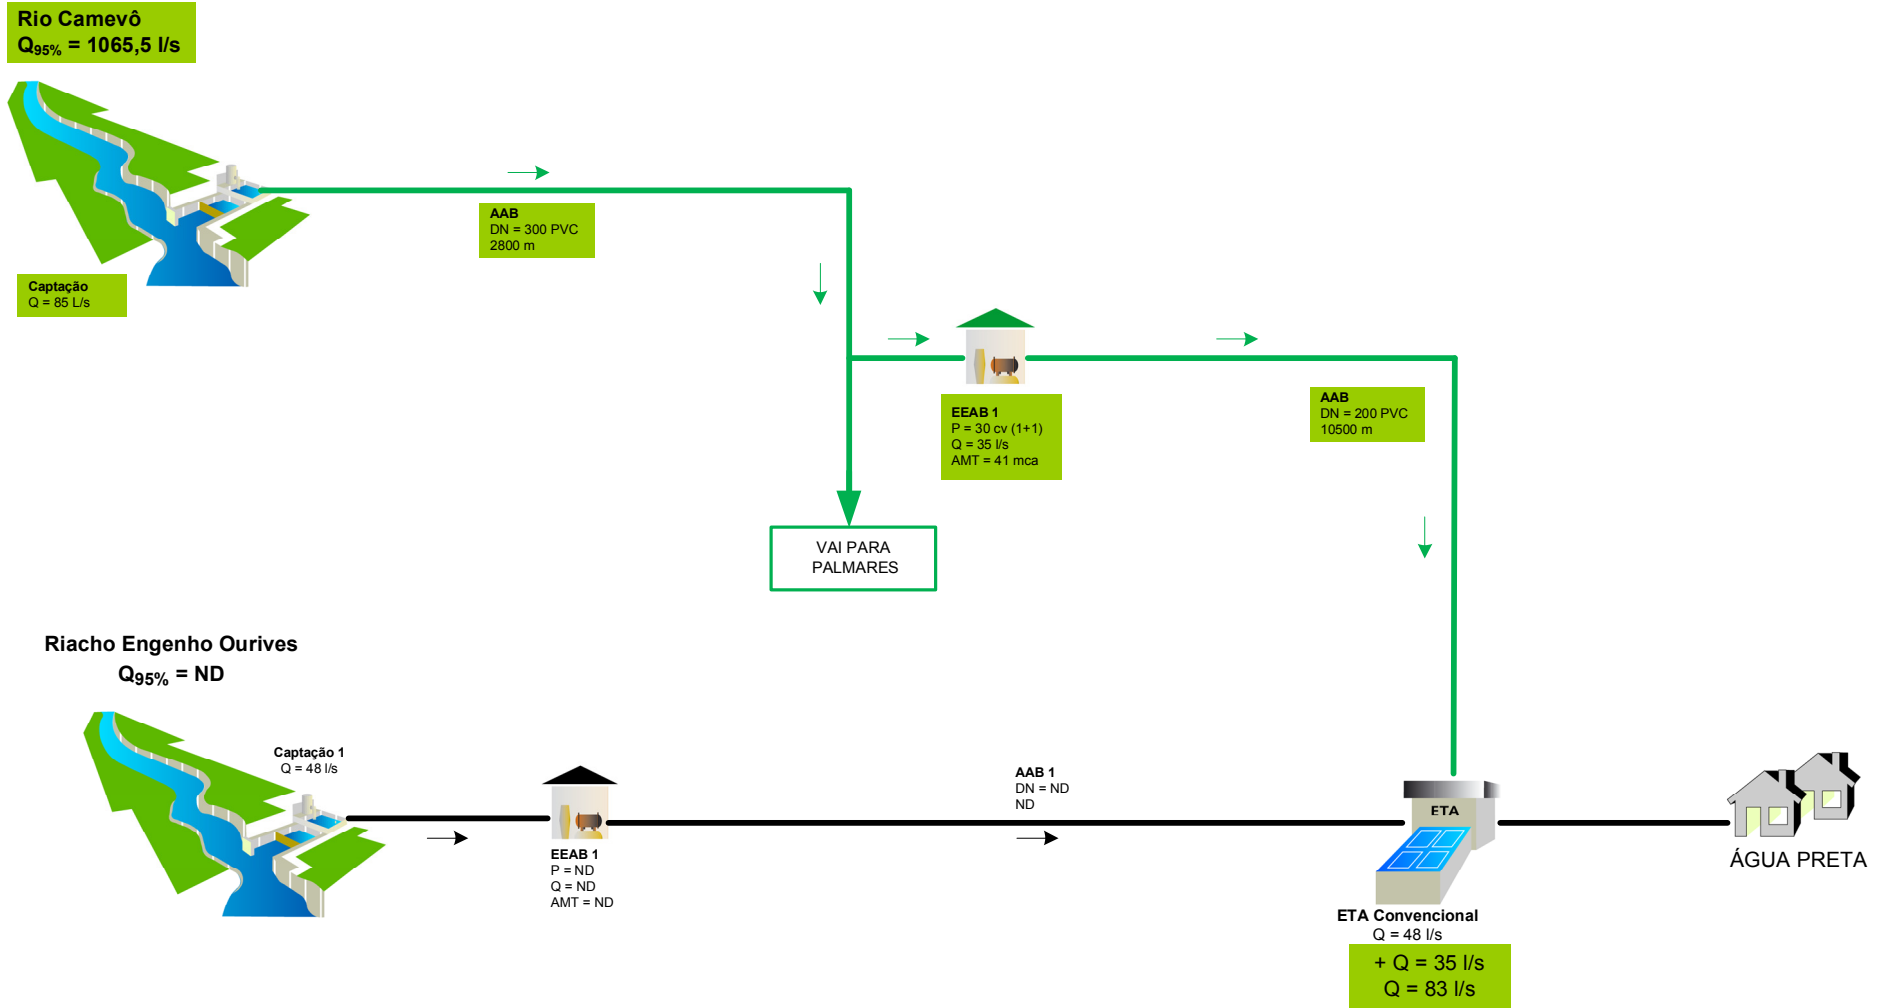 Rio Camevô
Q95% = 1065,5 l/s
AAB
DN = 300 PVC
2800 m
Captação
Q = 85 L/s
EEAB 1
P = 30 cv (1+1)
Q = 35 l/s
AMT = 41 mca
AAB
DN = 200 PVC
10500 m
VAI PARA
PALMARES
Riacho Engenho Ourives
Q95% = ND
Captação 1
Q = 48 l/s
EEAB 1
P = ND
Q = ND
AMT = ND
AAB 1
DN = ND
ND
ETA
ETA Convencional
Q = 48 l/s
+ Q = 35 l/s
Q = 83 l/s
ÁGUA PRETA